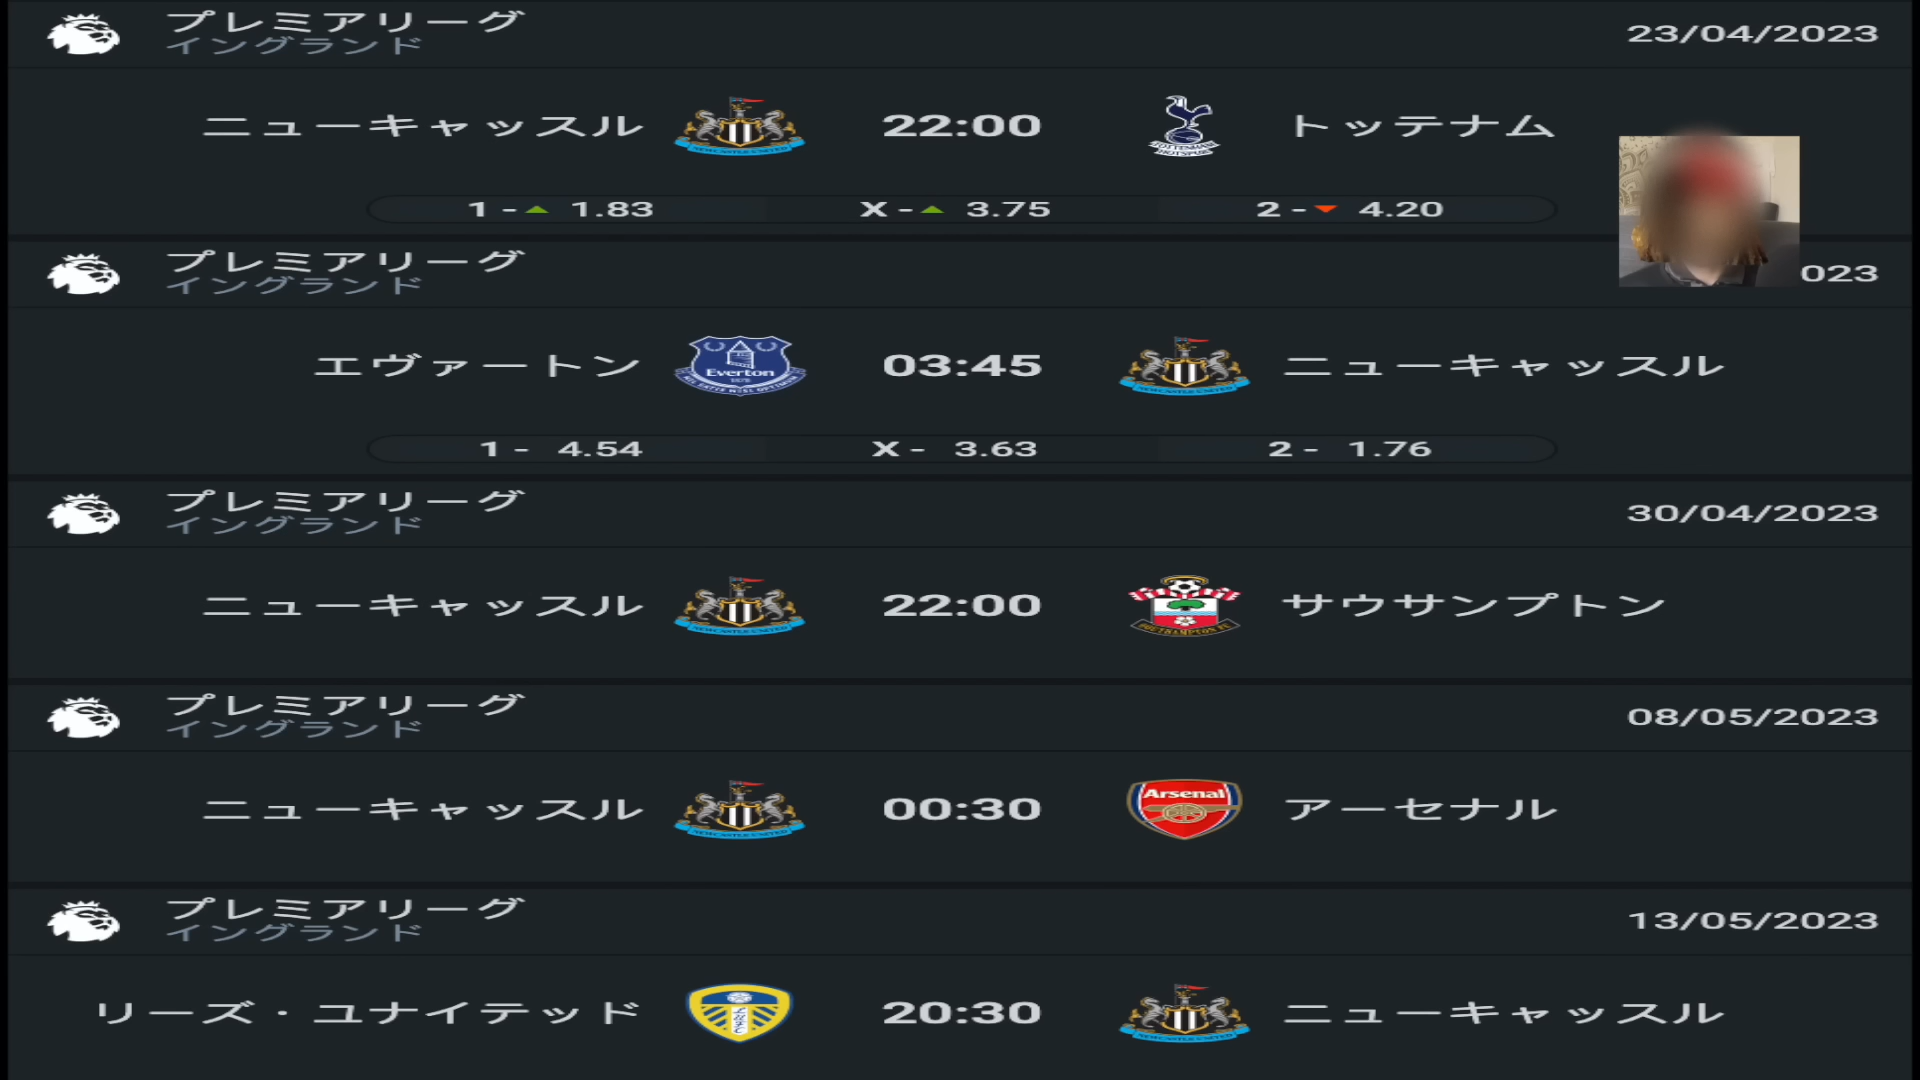 プレミアリーグ
イングランド
23/04/2023
ニューキャッスル 22:00 トッテナム
1 - 1.83 X - 3.75 2 - 4.20
プレミアリーグ
イングランド
023
エヴァートン Everton 03:45 ニューキャッスル
1 - 4.54 X - 3.63 2 - 1.76
プレミアリーグ
イングランド
30/04/2023
ニューキャッスル 22:00 サウサンプトン
プレミアリーグ
イングランド
08/05/2023
ニューキャッスル 00:30 Arsenal アーセナル
プレミアリーグ
イングランド
13/05/2023
リーズ・ユナイテッド 20:30 ニューキャッスル